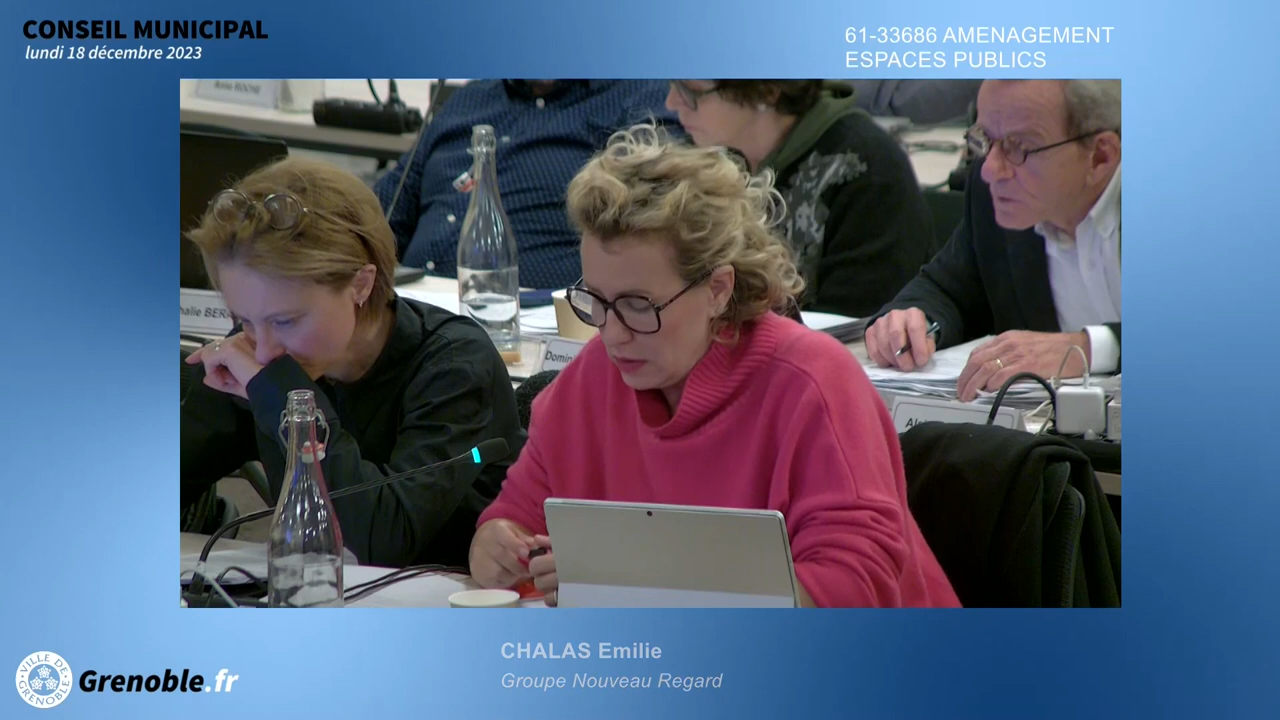 CONSEIL MUNICIPAL
lundi 18 décembre 2023
61-33686 AMENAGEMENT
ESPACES PUBLICS
VILLE DE
GRENOBLE
Grenoble.fr
CHALAS Emilie
Groupe Nouveau Regard